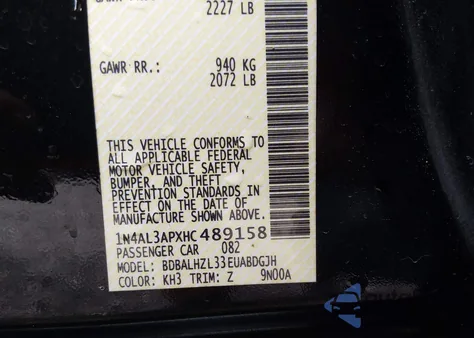 2227 LB
GAWR RR.: 940 KG
2072 LB
THIS VEHICLE CONFORMS TO
ALL APPLICABLE FEDERAL
MOTOR VEHICLE SAFETY,
BUMPER, AND THEFT
PREVENTION STANDARDS IN
EFFECT ON THE DATE OF
MANUFACTURE SHOWN ABOVE.
1N4AL3APXHC489158
PASSENGER CAR 082
MODEL: BDBALHZL33EUABDGJH
COLOR: KH3 TRIM: Z 9N00A